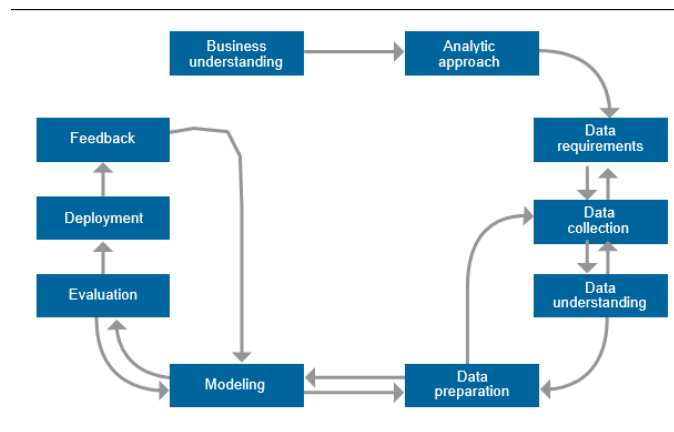 Business
understanding
Analytic
approach
Feedback
Data
requirements
Deployment
Data
collection
Evaluation
Data
understanding
Modeling
Data
preparation